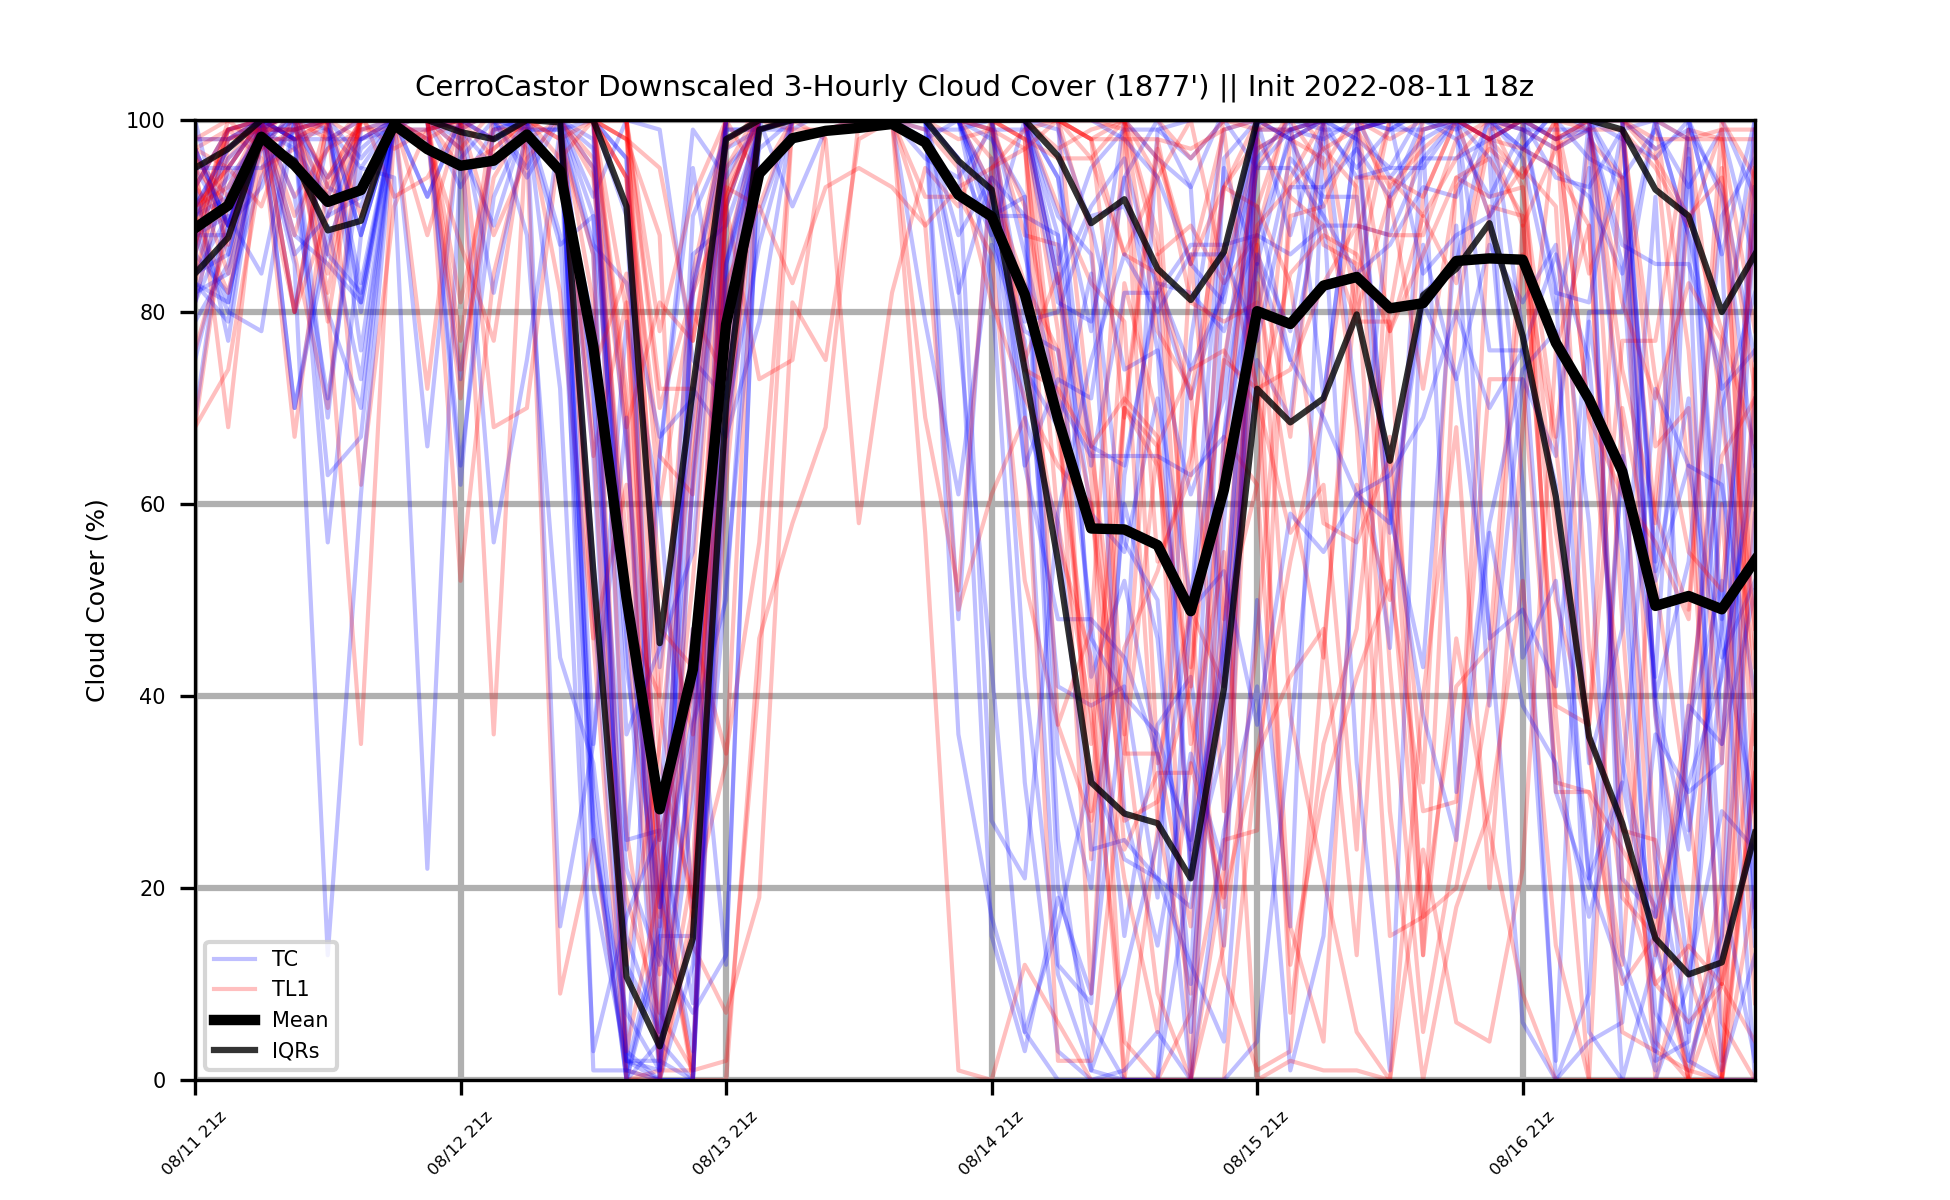 CerroCastor Downscaled 3-Hourly Cloud Cover (1877') || Init 2022-08-11 18z
Cloud Cover (%)
100
80
60
40
20
0
TC
TL1
Mean
IQRs
08/11 21z
08/12 21z
08/13 21z
08/14 21z
08/15 21z
08/16 21z